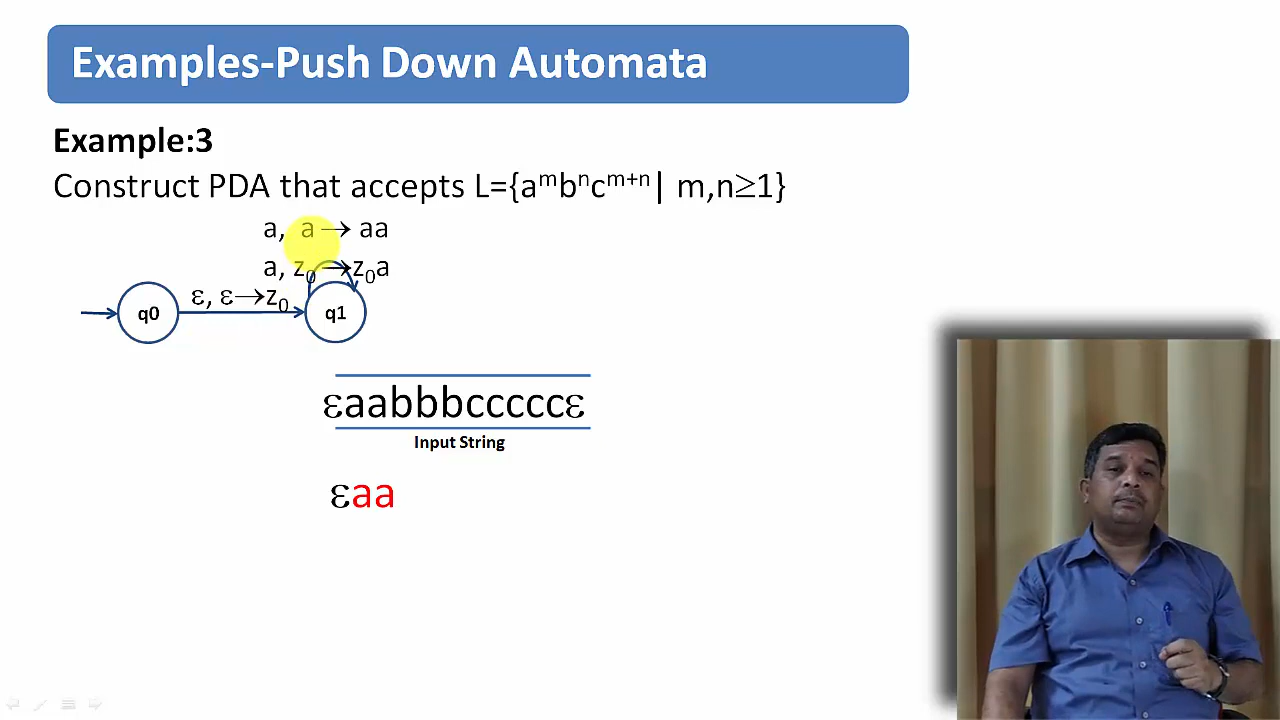 Examples-Push Down Automata
Example:3
Construct PDA that accepts L={aᵐbⁿcᵐ⁺ⁿ| m,n≥1}
a, a → aa
a, z₀ → z₀a
ε, ε→z₀
q0
q1
εaabbbcccccε
Input String
εaa